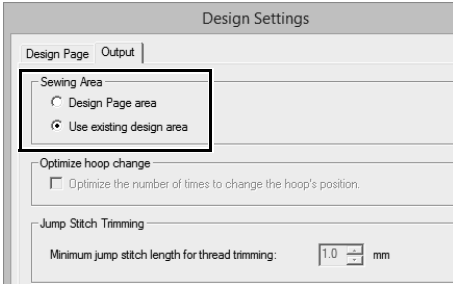 Design Settings
Design Page Output
Sewing Area
Design Page area
Use existing design area
Optimize hoop change
Optimize the number of times to change the hoop's position.
Jump Stitch Trimming
Minimum jump stitch length for thread trimming: 1.0 mm